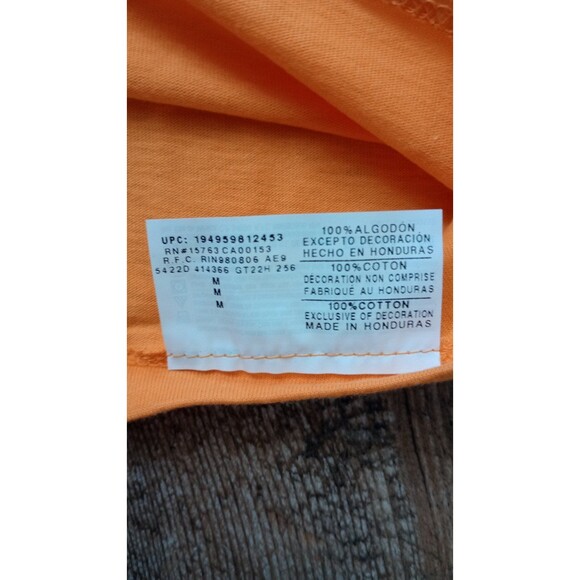 UPC: 194959812453
RN#15763 CA00153
R.F.C. RIN980806 AE9
5422D 414366 GT22H 256
M
M
M
100%ALGODÓN
EXCEPTO DECORACIÓN
HECHO EN HONDURAS
100%COTON
DÉCORATION NON COMPRISE
FABRIQUÉ AU HONDURAS
100%COTTON
EXCLUSIVE OF DECORATION
MADE IN HONDURAS